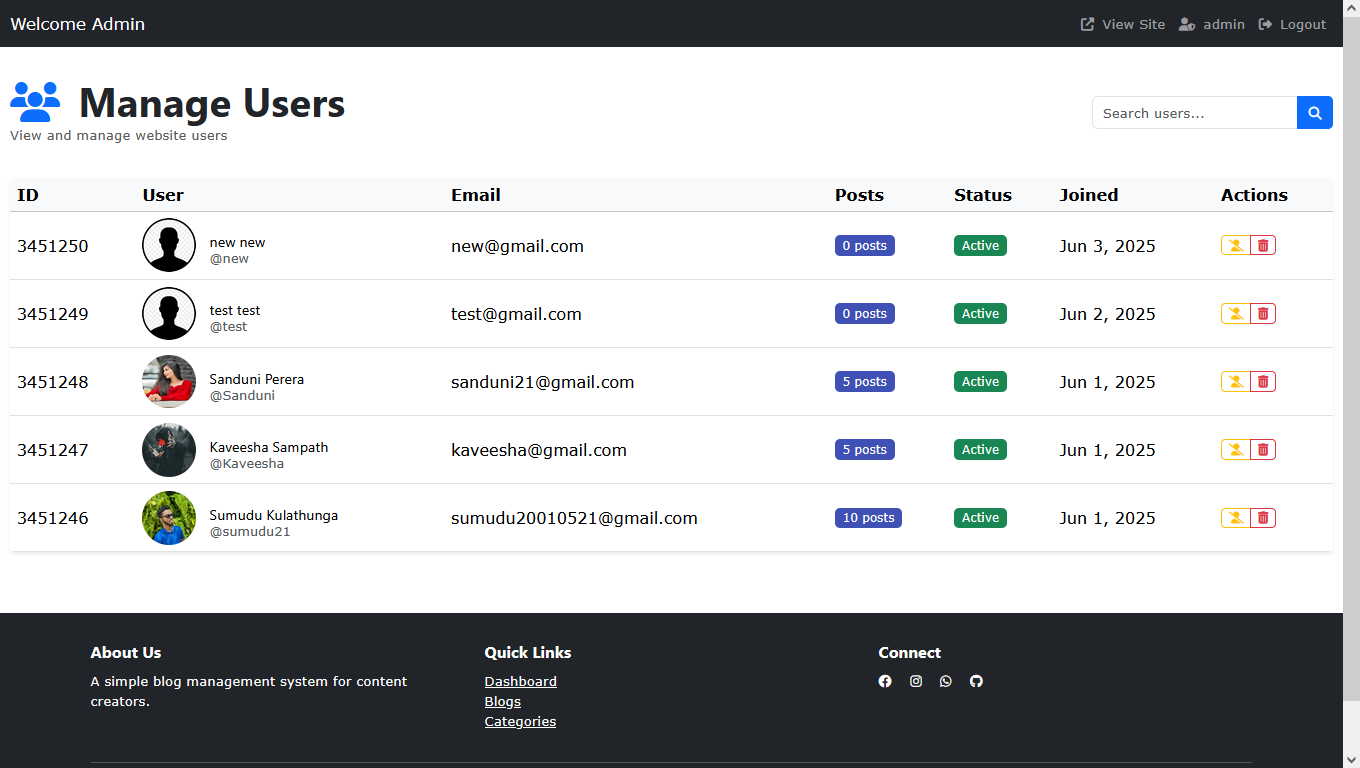 Welcome Admin
View Site admin Logout
Manage Users
View and manage website users
Search users...
ID User Email Posts Status Joined Actions
3451250 new new @new new@gmail.com 0 posts Active Jun 3, 2025
3451249 test test @test test@gmail.com 0 posts Active Jun 2, 2025
3451248 Sanduni Perera @Sanduni sanduni21@gmail.com 5 posts Active Jun 1, 2025
3451247 Kaveesha Sampath @Kaveesha kaveesha@gmail.com 5 posts Active Jun 1, 2025
3451246 Sumudu Kulathunga @sumudu21 sumudu20010521@gmail.com 10 posts Active Jun 1, 2025
About Us
A simple blog management system for content
creators.
Quick Links
Dashboard
Blogs
Categories
Connect